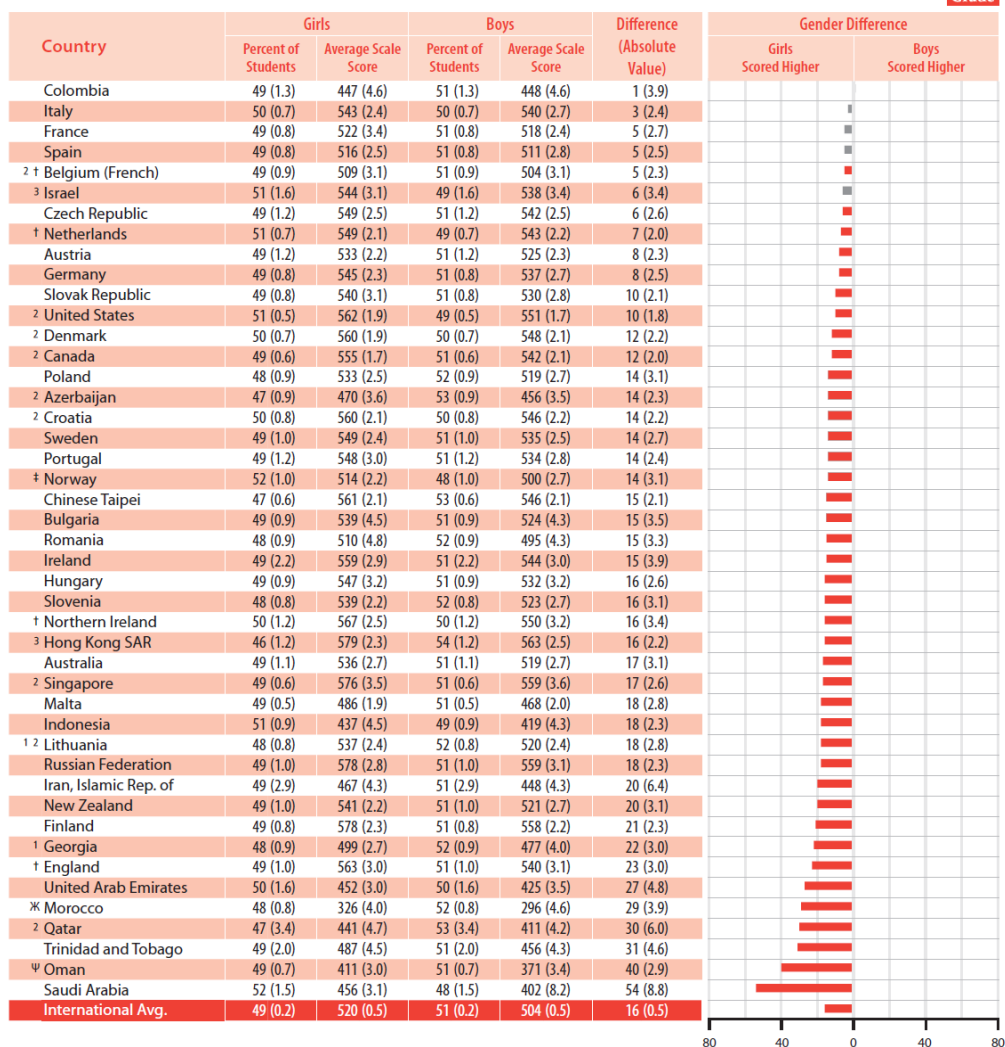 Grade
Girls Boys Difference (Absolute Value) Gender Difference
Country Percent of Students Average Scale Score Percent of Students Average Scale Score Girls Scored Higher Boys Scored Higher
Colombia 49 (1.3) 447 (4.6) 51 (1.3) 448 (4.6) 1 (3.9)
Italy 50 (0.7) 543 (2.4) 50 (0.7) 540 (2.7) 3 (2.4)
France 49 (0.8) 522 (3.4) 51 (0.8) 518 (2.4) 5 (2.7)
Spain 49 (0.8) 516 (2.5) 51 (0.8) 511 (2.8) 5 (2.5)
2 † Belgium (French) 49 (0.9) 509 (3.1) 51 (0.9) 504 (3.1) 5 (2.3)
3 Israel 51 (1.6) 544 (3.1) 49 (1.6) 538 (3.4) 6 (3.4)
Czech Republic 49 (1.2) 549 (2.5) 51 (1.2) 542 (2.5) 6 (2.6)
† Netherlands 51 (0.7) 549 (2.1) 49 (0.7) 543 (2.2) 7 (2.0)
Austria 49 (1.2) 533 (2.2) 51 (1.2) 525 (2.3) 8 (2.3)
Germany 49 (0.8) 545 (2.3) 51 (0.8) 537 (2.7) 8 (2.5)
Slovak Republic 49 (0.8) 540 (3.1) 51 (0.8) 530 (2.8) 10 (2.1)
2 United States 51 (0.5) 562 (1.9) 49 (0.5) 551 (1.7) 10 (1.8)
2 Denmark 50 (0.7) 560 (1.9) 50 (0.7) 548 (2.1) 12 (2.2)
2 Canada 49 (0.6) 555 (1.7) 51 (0.6) 542 (2.1) 12 (2.0)
Poland 48 (0.9) 533 (2.5) 52 (0.9) 519 (2.7) 14 (3.1)
2 Azerbaijan 47 (0.9) 470 (3.6) 53 (0.9) 456 (3.5) 14 (2.3)
2 Croatia 50 (0.8) 560 (2.1) 50 (0.8) 546 (2.2) 14 (2.2)
Sweden 49 (1.0) 549 (2.4) 51 (1.0) 535 (2.5) 14 (2.7)
Portugal 49 (1.2) 548 (3.0) 51 (1.2) 534 (2.8) 14 (2.4)
‡ Norway 52 (1.0) 514 (2.2) 48 (1.0) 500 (2.7) 14 (3.1)
Chinese Taipei 47 (0.6) 561 (2.1) 53 (0.6) 546 (2.1) 15 (2.1)
Bulgaria 49 (0.9) 539 (4.5) 51 (0.9) 524 (4.3) 15 (3.5)
Romania 48 (0.9) 510 (4.8) 52 (0.9) 495 (4.3) 15 (3.3)
Ireland 49 (2.2) 559 (2.9) 51 (2.2) 544 (3.0) 15 (3.9)
Hungary 49 (0.9) 547 (3.2) 51 (0.9) 532 (3.2) 16 (2.6)
Slovenia 48 (0.8) 539 (2.2) 52 (0.8) 523 (2.7) 16 (3.1)
† Northern Ireland 50 (1.2) 567 (2.5) 50 (1.2) 550 (3.2) 16 (3.4)
3 Hong Kong SAR 46 (1.2) 579 (2.3) 54 (1.2) 563 (2.5) 16 (2.2)
Australia 49 (1.1) 536 (2.7) 51 (1.1) 519 (2.7) 17 (3.1)
2 Singapore 49 (0.6) 576 (3.5) 51 (0.6) 559 (3.6) 17 (2.6)
Malta 49 (0.5) 486 (1.9) 51 (0.5) 468 (2.0) 18 (2.8)
Indonesia 51 (0.9) 437 (4.5) 49 (0.9) 419 (4.3) 18 (2.3)
1 2 Lithuania 48 (0.8) 537 (2.4) 52 (0.8) 520 (2.4) 18 (2.8)
Russian Federation 49 (1.0) 578 (2.8) 51 (1.0) 559 (3.1) 18 (2.3)
Iran, Islamic Rep. of 49 (2.9) 467 (4.3) 51 (2.9) 448 (4.3) 20 (6.4)
New Zealand 49 (1.0) 541 (2.2) 51 (1.0) 521 (2.7) 20 (3.1)
Finland 49 (0.8) 578 (2.3) 51 (0.8) 558 (2.2) 21 (2.3)
1 Georgia 48 (0.9) 499 (2.7) 52 (0.9) 477 (4.0) 22 (3.0)
† England 49 (1.0) 563 (3.0) 51 (1.0) 540 (3.1) 23 (3.0)
United Arab Emirates 50 (1.6) 452 (3.0) 50 (1.6) 425 (3.5) 27 (4.8)
Ж Morocco 48 (0.8) 326 (4.0) 52 (0.8) 296 (4.6) 29 (3.9)
2 Qatar 47 (3.4) 441 (4.7) 53 (3.4) 411 (4.2) 30 (6.0)
Trinidad and Tobago 49 (2.0) 487 (4.5) 51 (2.0) 456 (4.3) 31 (4.6)
Ψ Oman 49 (0.7) 411 (3.0) 51 (0.7) 371 (3.4) 40 (2.9)
Saudi Arabia 52 (1.5) 456 (3.1) 48 (1.5) 402 (8.2) 54 (8.8)
International Avg. 49 (0.2) 520 (0.5) 51 (0.2) 504 (0.5) 16 (0.5)
80 40 0 40 80